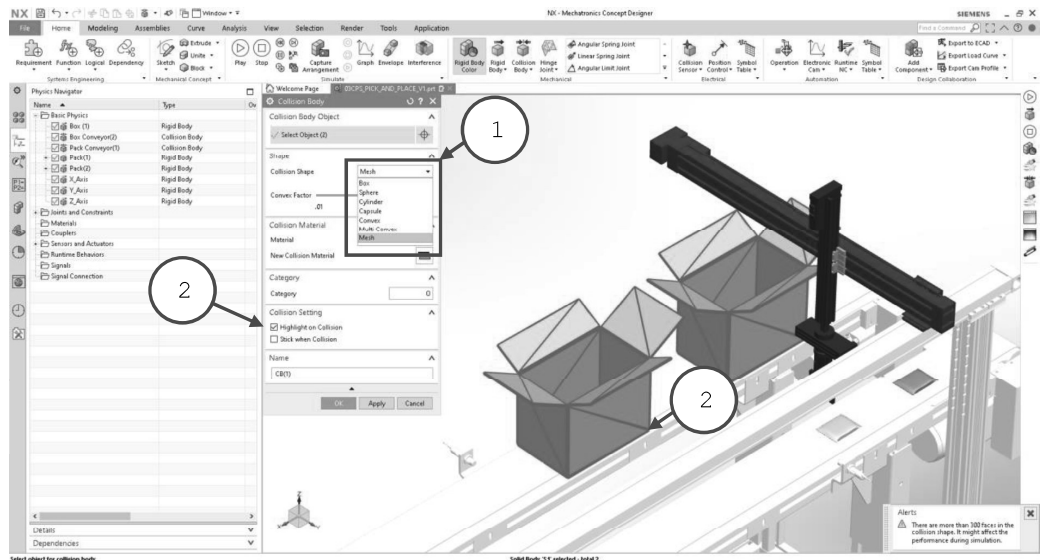 NX Window NX - Mechatronics Concept Designer SIEMENS
File Home Modeling Assemblies Curve Analysis View Selection Render Tools Application Find a Command
Requirement Function Logical Dependency
Systems Engineering
Sketch Extrude Unite Block
Mechanical Concept
Play Stop Capture Arrangement Graph Envelope Interference
Simulate
Rigid Body Color Rigid Body Collision Body Hinge Joint
Angular Spring Joint
Linear Spring Joint
Angular Limit Joint
Mechanical
Collision Sensor Position Control Symbol Table
Electrical
Operation Electronic Cam Runtime NC Symbol Table
Automation
Add Component
Export to ECAD
Export Load Curve
Export Cam Profile
Design Collaboration
Physics Navigator
Name Type Ov
Basic Physics
Box (1) Rigid Body
Box Conveyor(2) Collision Body
Pack Conveyor(1) Collision Body
Pack(1) Rigid Body
Pack(2) Rigid Body
X_Axis Rigid Body
Y_Axis Rigid Body
Z_Axis Rigid Body
Joints and Constraints
Materials
Couplers
Sensors and Actuators
Runtime Behaviors
Signals
Signal Connection
Details
Dependencies
Welcome Page
Collision Body
Collision Body Object
Select Object (2)
Shape
Collision Shape Mesh
Box
Sphere
Cylinder
Capsule
Convex
Multi Convex
Mesh
Convex Factor
.01
Collision Material
Material
New Collision Material
Category
Category 0
Collision Setting
Highlight on Collision
Stick when Collision
Name
CB(1)
OK Apply Cancel
1
2
2
Alerts
There are more than 300 faces in the
collision shape. It might affect the
performance during simulation.
Select object for collision body
selected - total 2